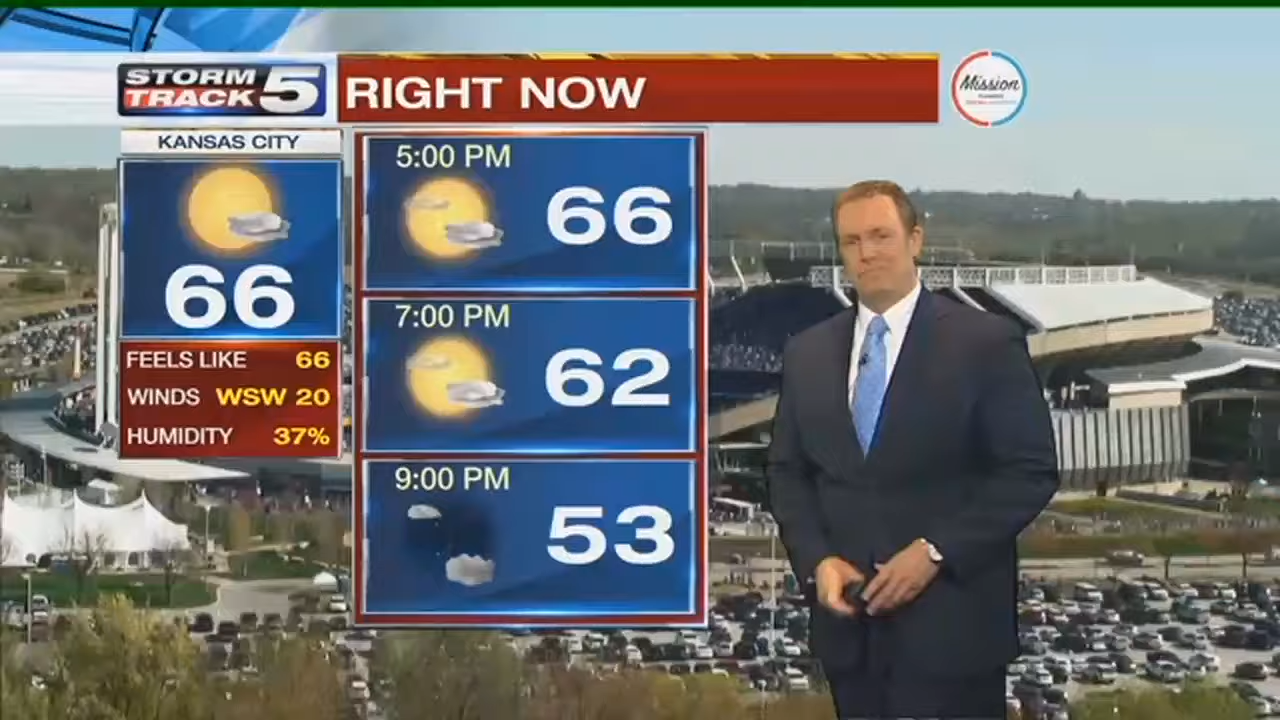 STORM
TRACK 5
RIGHT NOW
Mission
KANSAS CITY
66
FEELS LIKE 66
WINDS WSW 20
HUMIDITY 37%
5:00 PM
66
7:00 PM
62
9:00 PM
53